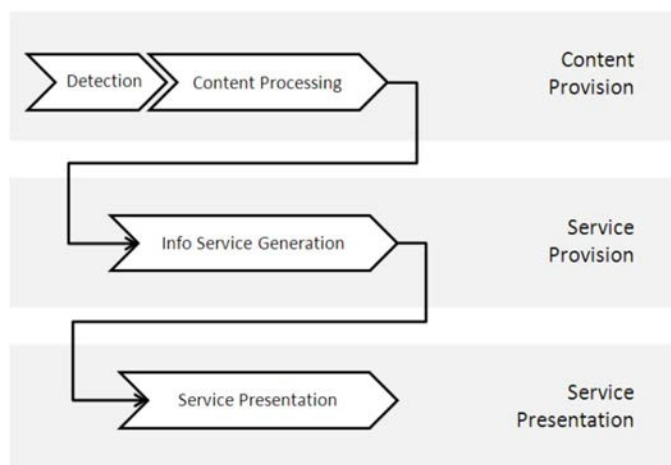 Detection
Content Processing
Content
Provision
Info Service Generation
Service
Provision
Service Presentation
Service
Presentation